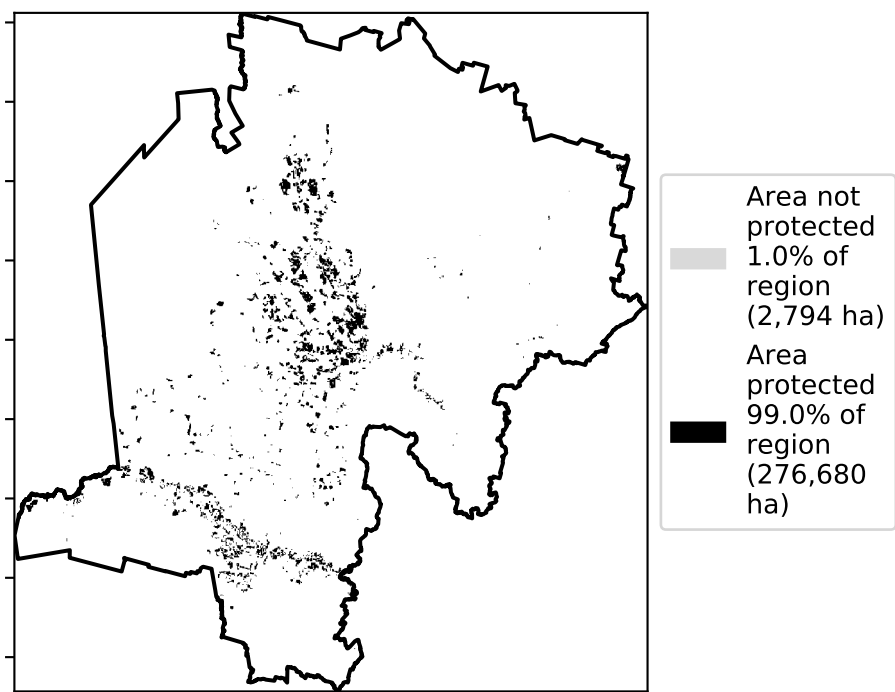 Area not
protected
1.0% of
region
(2,794 ha)
Area
protected
99.0% of
region
(276,680
ha)